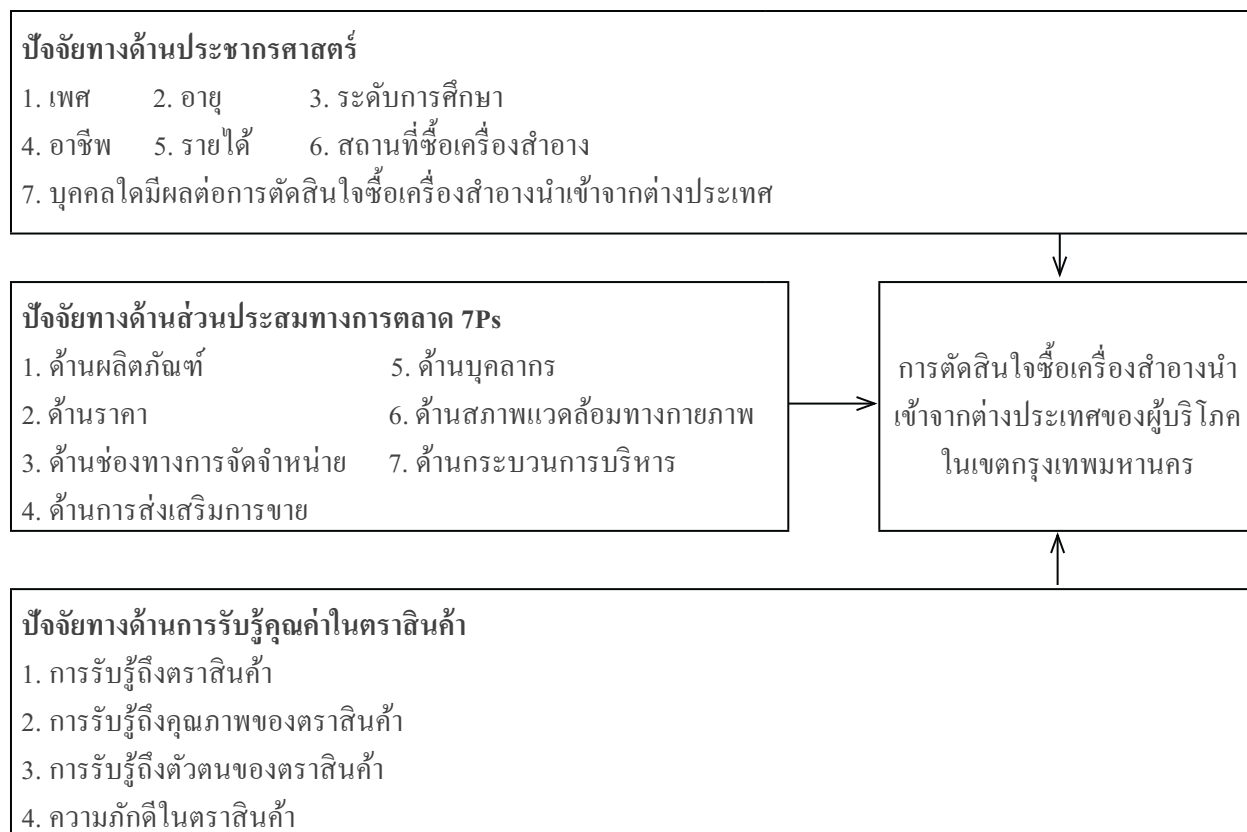 ปัจจัยทางด้านประชากรศาสตร์
1. เพศ 2. อายุ 3. ระดับการศึกษา
4. อาชีพ 5. รายได้ 6. สถานที่ซื้อเครื่องสำอาง
7. บุคคลใดมีผลต่อการตัดสินใจซื้อเครื่องสำอางนำเข้าจากต่างประเทศ
ปัจจัยทางด้านส่วนประสมทางการตลาด 7Ps
1. ด้านผลิตภัณฑ์ 5. ด้านบุคลากร
2. ด้านราคา 6. ด้านสภาพแวดล้อมทางกายภาพ
3. ด้านช่องทางการจัดจำหน่าย 7. ด้านกระบวนการบริหาร
4. ด้านการส่งเสริมการขาย
การตัดสินใจซื้อเครื่องสำอางนำ
เข้าจากต่างประเทศของผู้บริโภค
ในเขตกรุงเทพมหานคร
ปัจจัยทางด้านการรับรู้คุณค่าในตราสินค้า
1. การรับรู้ถึงตราสินค้า
2. การรับรู้ถึงคุณภาพของตราสินค้า
3. การรับรู้ถึงตัวตนของตราสินค้า
4. ความภักดีในตราสินค้า